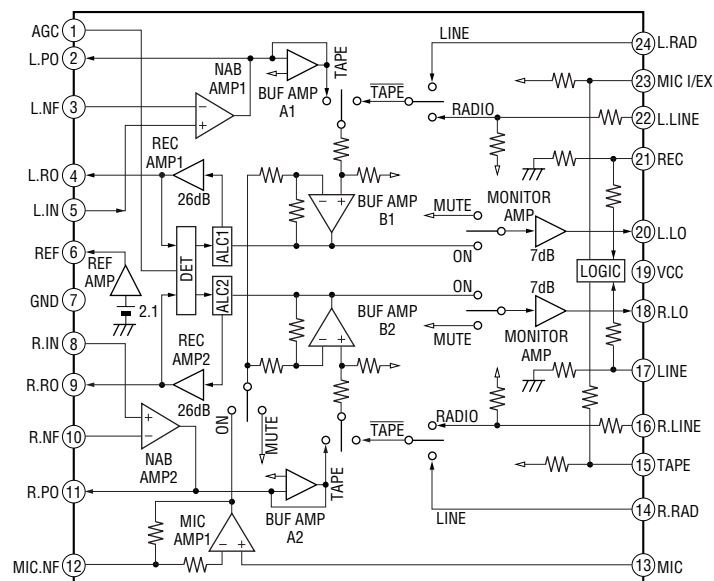 AGC 1
L.PO 2
L.NF 3
L.RO 4
L.IN 5
REF 6
GND 7
R.IN 8
R.RO 9
R.NF 10
R.PO 11
MIC.NF 12
24 L.RAD
23 MIC I/EX
22 L.LINE
21 REC
20 L.LO
19 VCC
18 R.LO
17 LINE
16 R.LINE
15 TAPE
14 R.RAD
13 MIC
NAB
AMP1
− +
BUF AMP
A1
TAPE
TAPE
LINE
RADIO
REC
AMP1
26dB
DET
ALC1
ALC2
REF
AMP
2.1
− +
BUF AMP
B1
MUTE
ON
MONITOR
AMP
7dB
LOGIC
ON
7dB
MUTE
MONITOR
AMP
− +
BUF AMP
B2
REC
AMP2
26dB
+ −
NAB
AMP2
ON
MUTE
TAPE
TAPE
RADIO
LINE
BUF AMP
A2
MIC
AMP1
− +